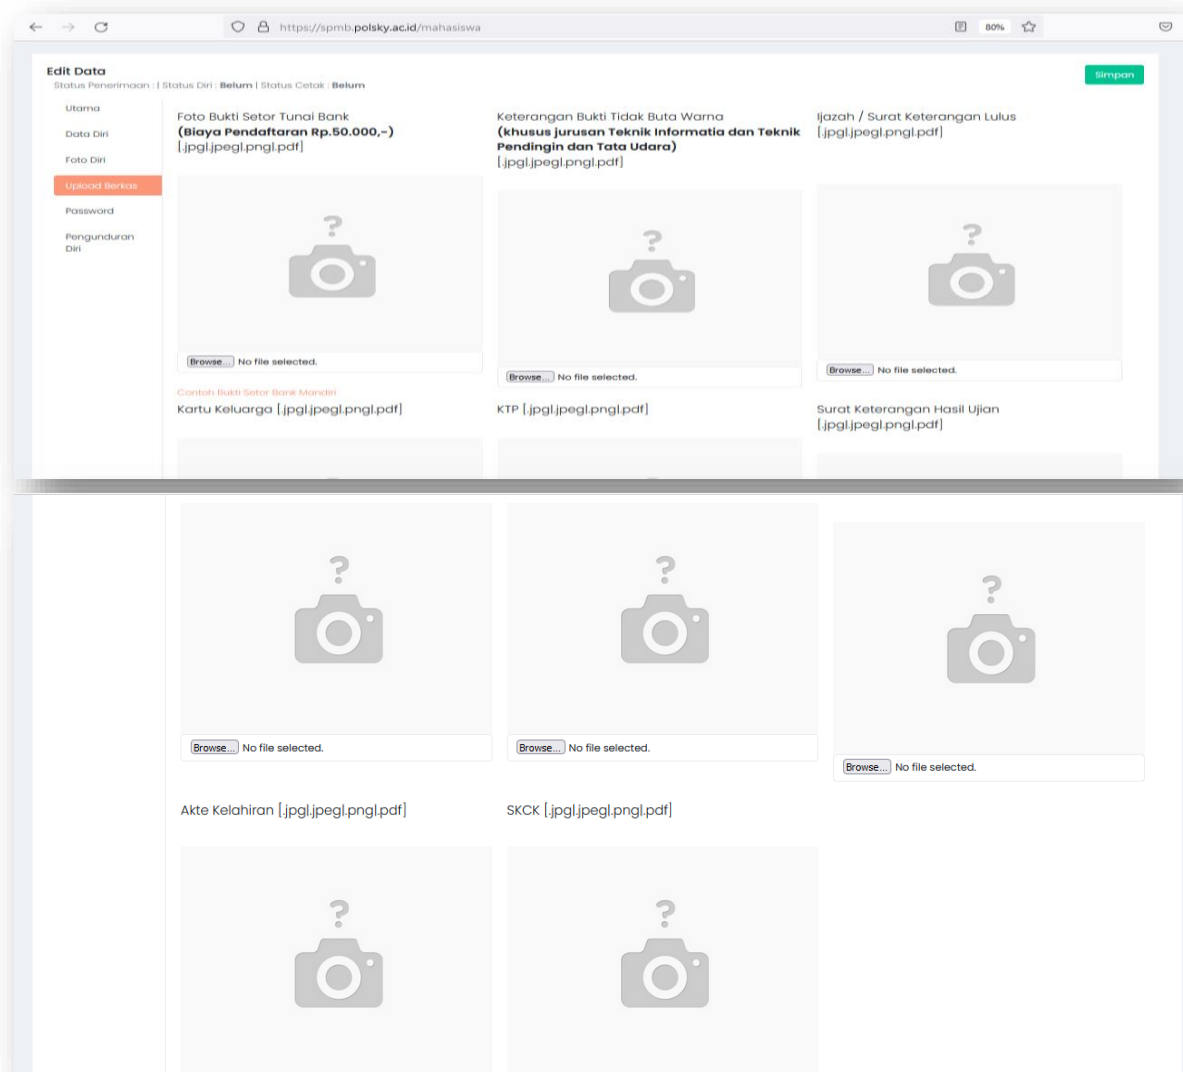 https://spmb.polsky.ac.id/mahasiswa
80%
Edit Data
Simpan
Status Penerimaan : | Status Diri : Belum | Status Cetak : Belum
Utama
Data Diri
Foto Diri
Upload Berkas
Password
Pengunduran
Diri
Foto Bukti Setor Tunai Bank
(Biaya Pendaftaran Rp.50.000,-)
[.jpg|.jpeg|.png|.pdf]
Keterangan Bukti Tidak Buta Warna
(khusus jurusan Teknik Informatia dan Teknik
Pendingin dan Tata Udara)
[.jpg|.jpeg|.png|.pdf]
Ijazah / Surat Keterangan Lulus
[.jpg|.jpeg|.png|.pdf]
?
?
?
Browse... No file selected.
Browse... No file selected.
Browse... No file selected.
Contoh Bukti Setor Bank Mandiri
Kartu Keluarga [.jpg|.jpeg|.png|.pdf]
KTP [.jpg|.jpeg|.png|.pdf]
Surat Keterangan Hasil Ujian
[.jpg|.jpeg|.png|.pdf]
?
?
?
Browse... No file selected.
Browse... No file selected.
Browse... No file selected.
Akte Kelahiran [.jpg|.jpeg|.png|.pdf]
SKCK [.jpg|.jpeg|.png|.pdf]
?
?